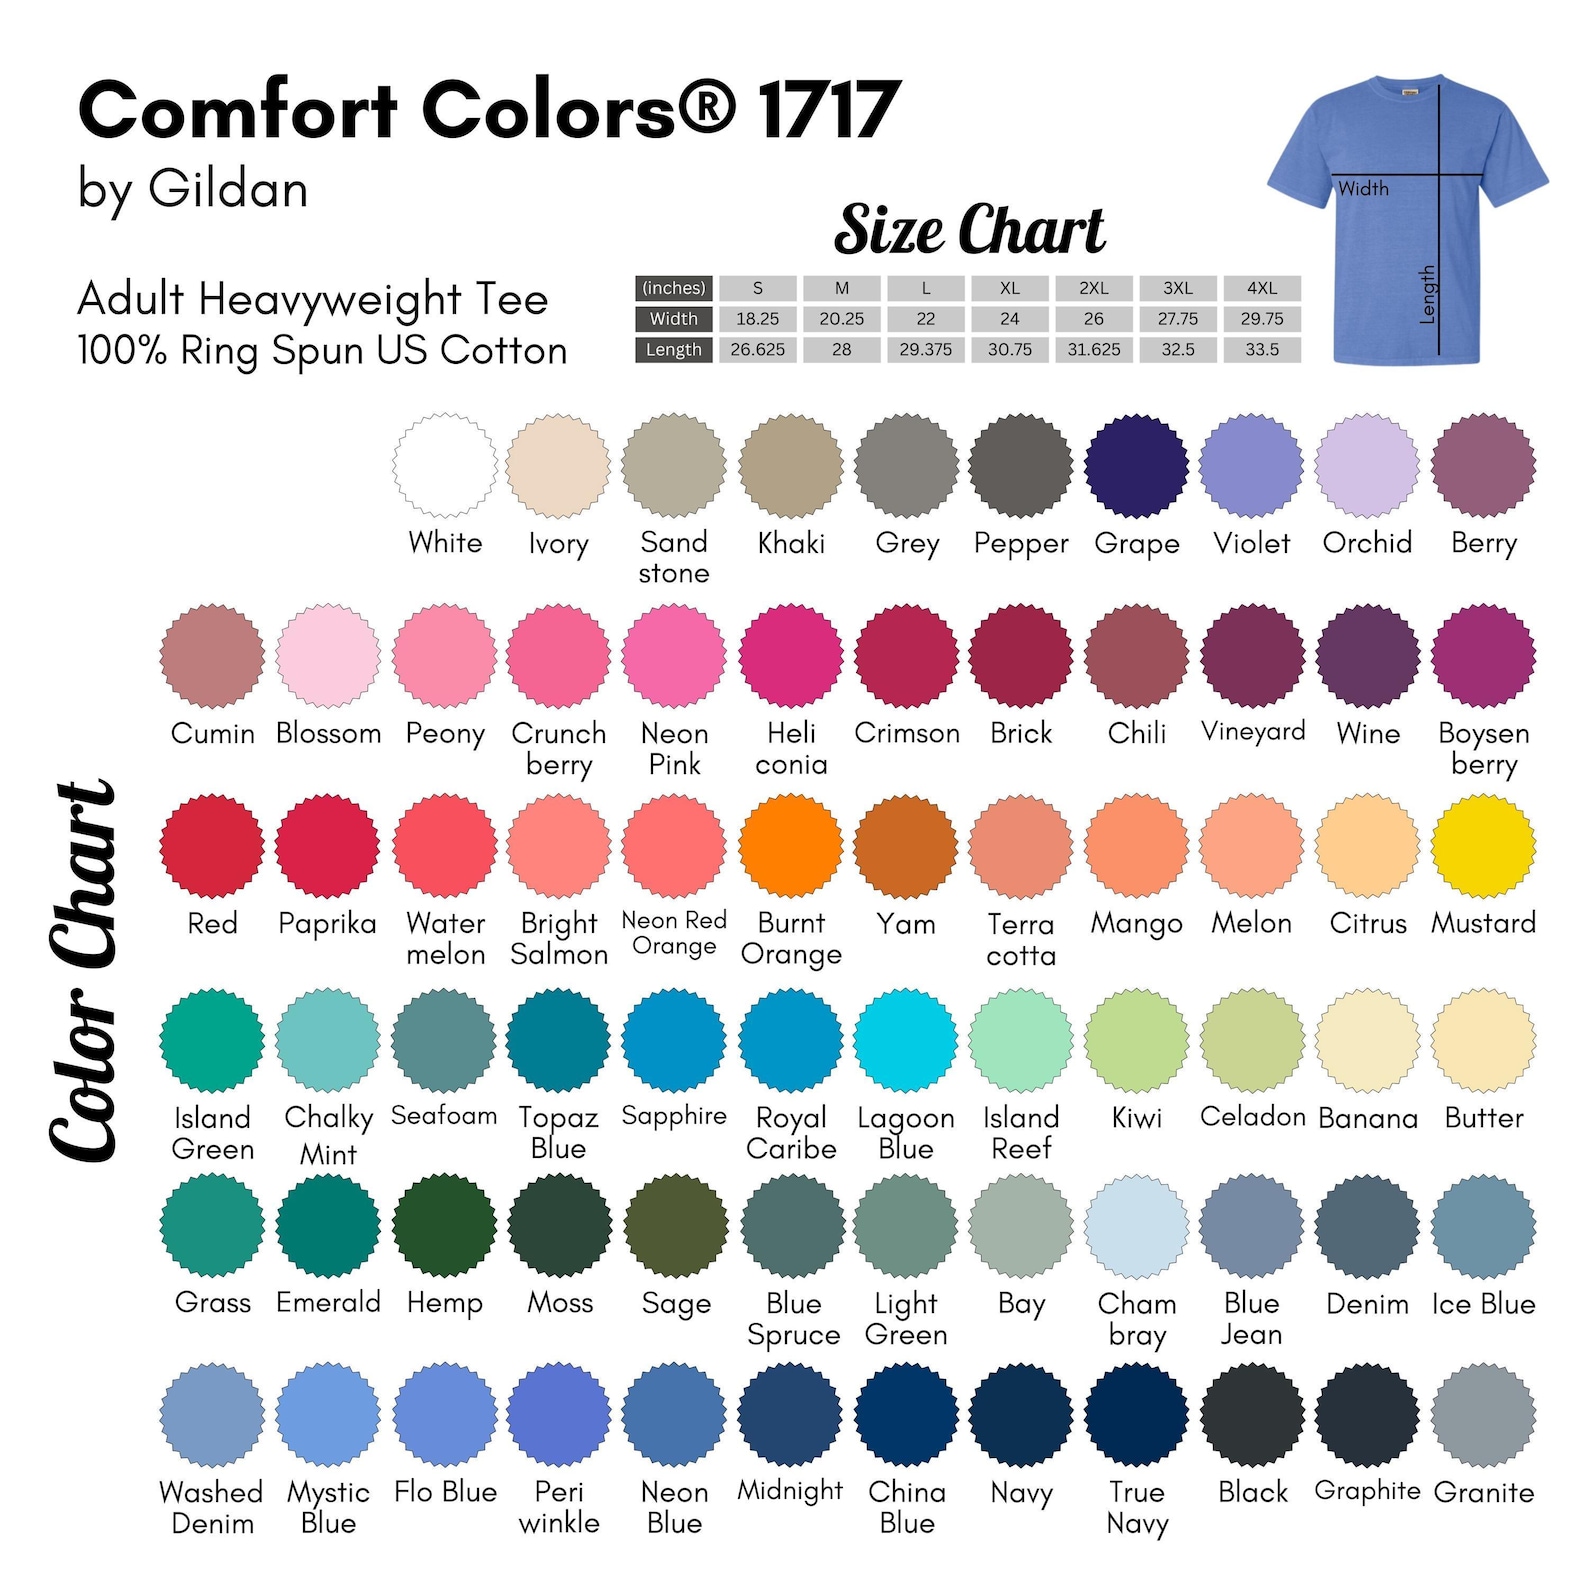 Comfort Colors® 1717
by Gildan
Adult Heavyweight Tee
100% Ring Spun US Cotton
Size Chart
(inches) S M L XL 2XL 3XL 4XL
Width 18.25 20.25 22 24 26 27.75 29.75
Length 26.625 28 29.375 30.75 31.625 32.5 33.5
Width
Length
Color Chart
White Ivory Sand Khaki Grey Pepper Grape Violet Orchid Berry
stone
Cumin Blossom Peony Crunch Neon Heli Crimson Brick Chili Vineyard Wine Boysen
berry Pink conia berry
Red Paprika Water Bright Neon Red Burnt Yam Terra Mango Melon Citrus Mustard
melon Salmon Orange Orange cotta
Island Chalky Seafoam Topaz Sapphire Royal Lagoon Island Kiwi Celadon Banana Butter
Green Mint Blue Caribe Blue Reef
Grass Emerald Hemp Moss Sage Blue Light Bay Cham Blue Denim Ice Blue
Spruce Green bray Jean
Washed Mystic Flo Blue Peri Neon Midnight China Navy True Black Graphite Granite
Denim Blue winkle Blue Blue Navy